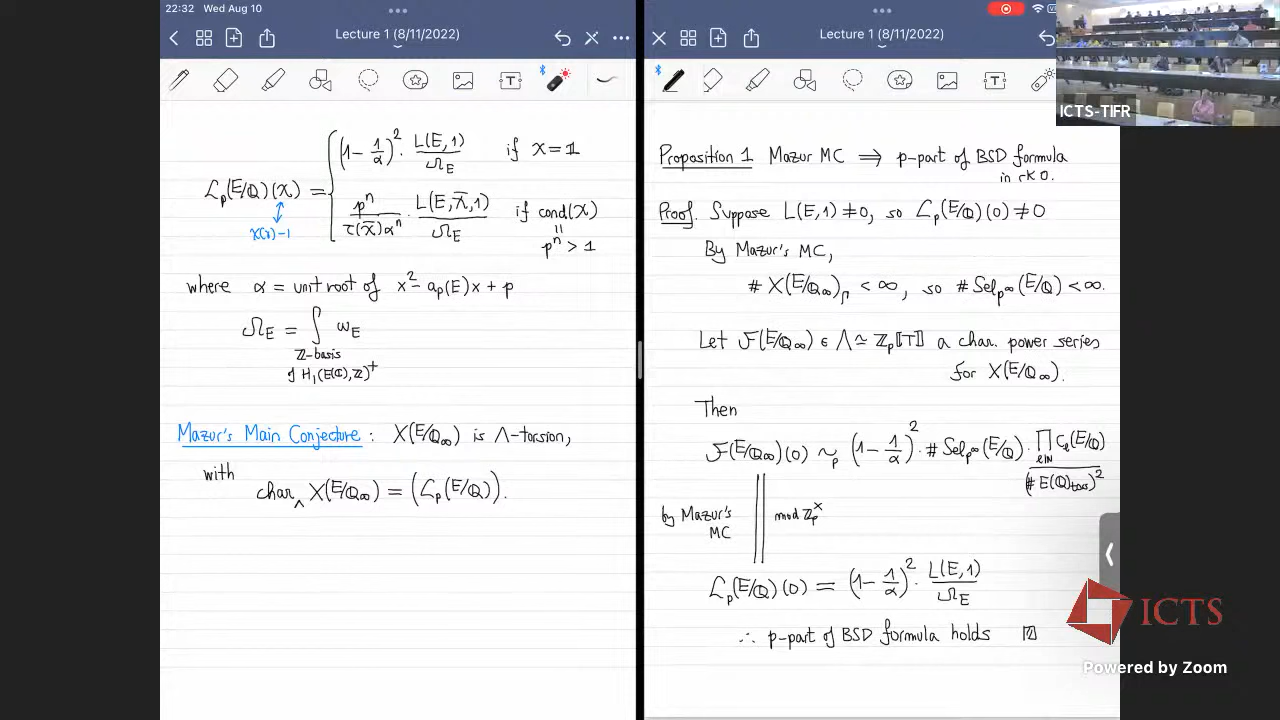 22:32 Wed Aug 10
Lecture 1 (8/11/2022)
L_p(E/Q)(χ) = { (1 - 1/α)^2 · L(E,1)/Ω_E if χ = 𝟙
p^n/(τ(χ̄)α^n) · L(E,χ̄,1)/Ω_E if cond(χ) = p^n > 1
χ(γ)-1
where α = unit root of x^2 - a_p(E)x + p
Ω_E = ∫ ω_E
ℤ-basis
of H_1(E(ℂ),ℤ)^+
Mazur's Main Conjecture : X(E/Q_∞) is Λ-torsion,
with
char_Λ X(E/Q_∞) = (L_p(E/Q)).
Lecture 1 (8/11/2022)
Proposition 1 Mazur MC ⟹ p-part of BSD formula
in rk 0.
Proof. Suppose L(E,1) ≠ 0, so L_p(E/Q)(0) ≠ 0
By Mazur's MC,
# X(E/Q_∞)_Γ < ∞, so # Sel_{p^∞}(E/Q) < ∞.
Let F(E/Q_∞) ∈ Λ ≃ ℤ_p⟦T⟧ a char. power series
for X(E/Q_∞).
Then
F(E/Q_∞)(0) ~_p (1 - 1/α)^2 · # Sel_{p^∞}(E/Q) · ∏_{ℓ|N} c_ℓ(E/Q) / (# E(Q)_tors)^2
by Mazur's MC || mod ℤ_p^×
L_p(E/Q)(0) = (1 - 1/α)^2 · L(E,1)/Ω_E
∴ p-part of BSD formula holds
ICTS-TIFR
ICTS
Powered by Zoom